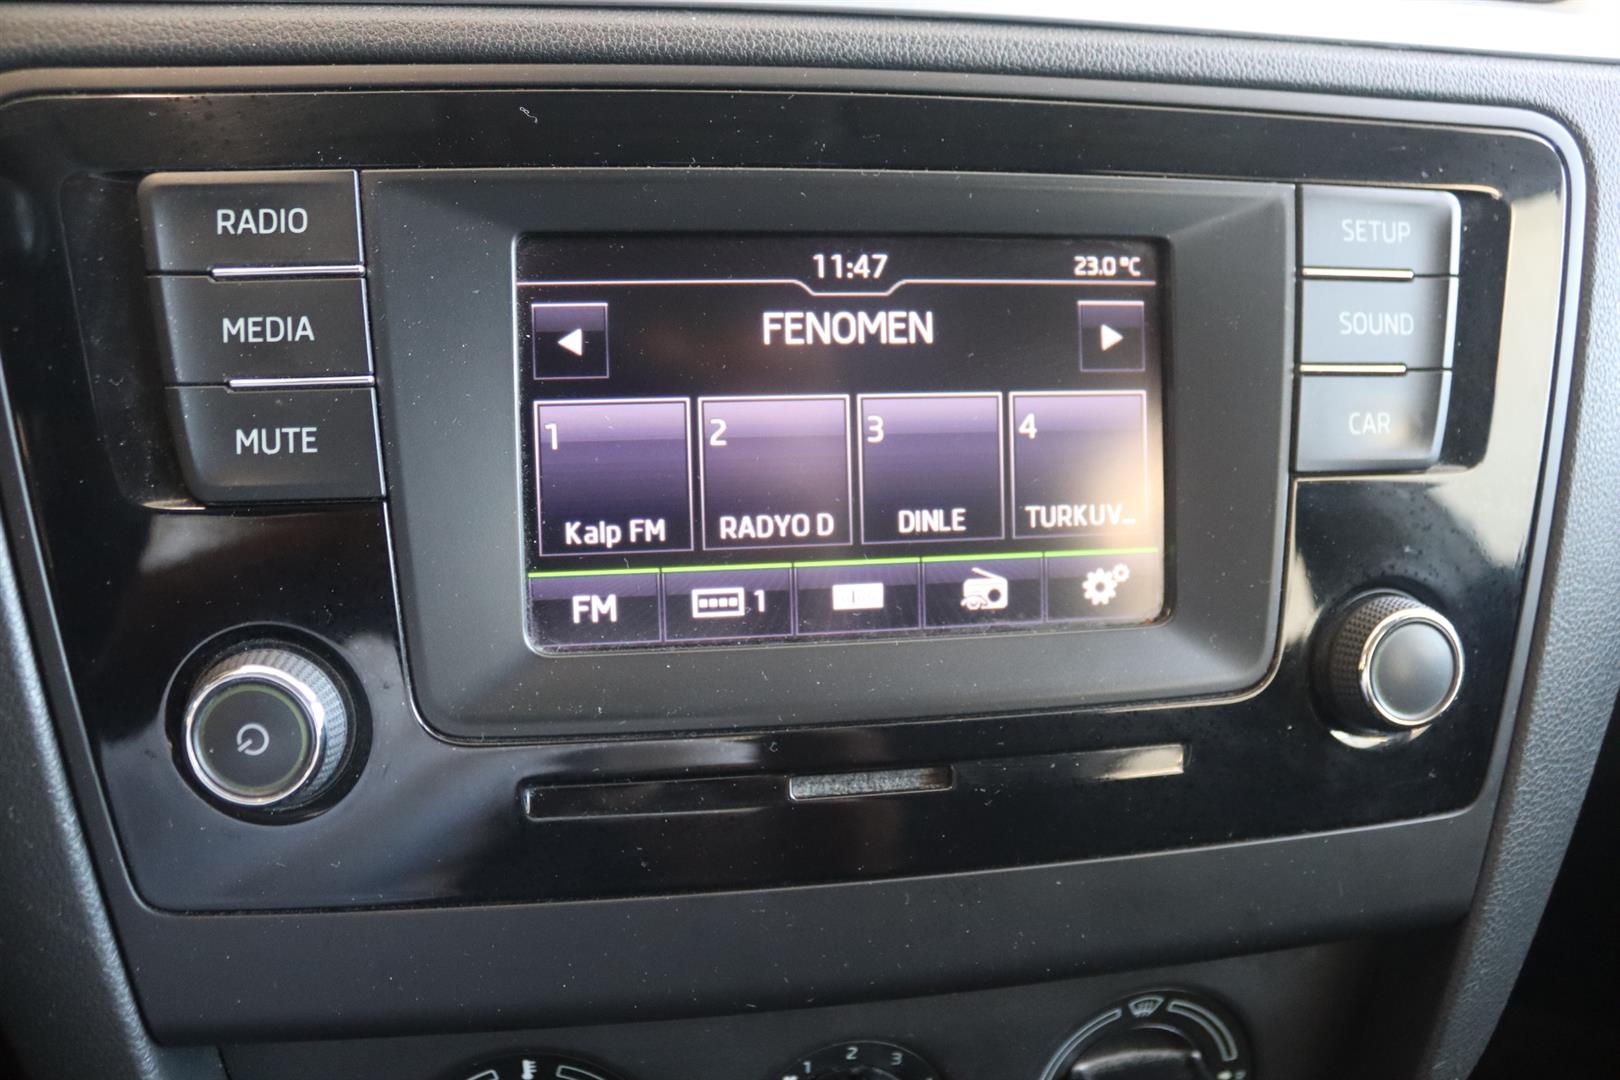 RADIO
MEDIA
MUTE
11:47
23.0 °C
FENOMEN
1
Kalp FM
2
RADYO D
3
DINLE
4
TURKUV...
FM
1
SETUP
SOUND
CAR
1 2 3